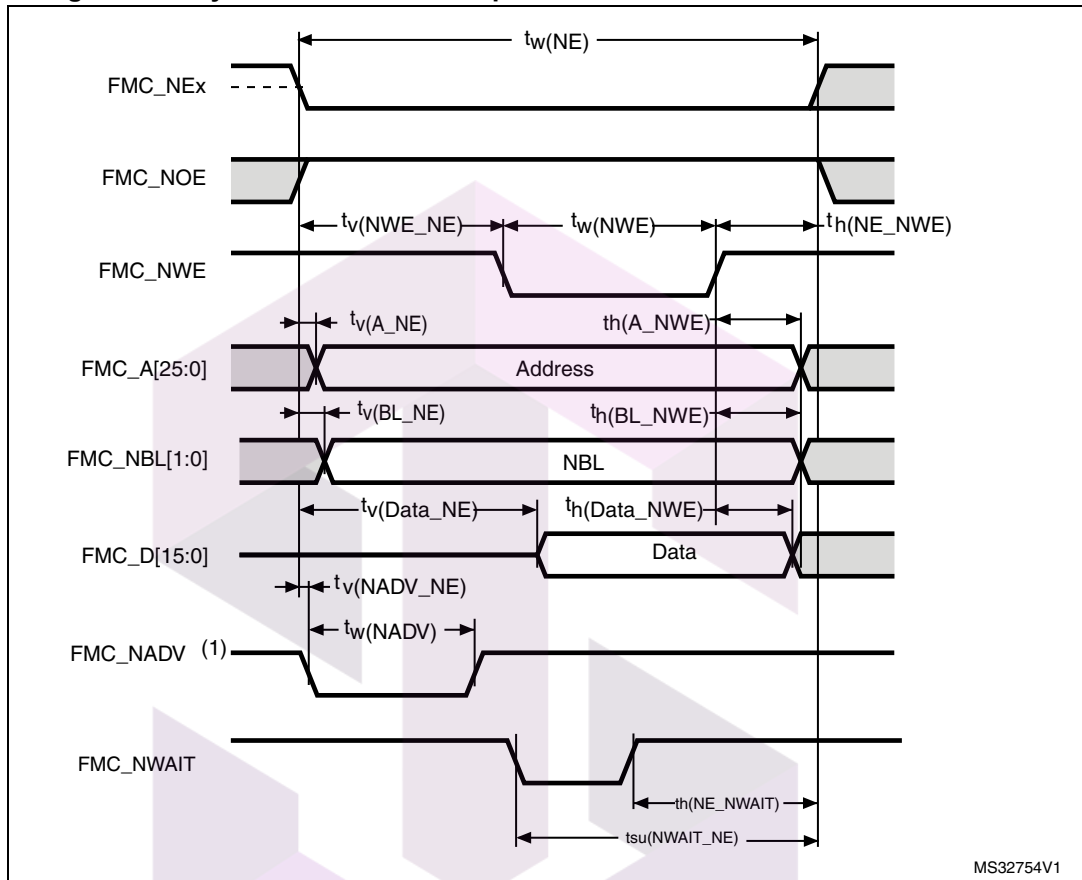 tw(NE)
FMC_NEx
FMC_NOE
tv(NWE_NE) tw(NWE) th(NE_NWE)
FMC_NWE
tv(A_NE) th(A_NWE)
FMC_A[25:0] Address
tv(BL_NE) th(BL_NWE)
FMC_NBL[1:0] NBL
tv(Data_NE) th(Data_NWE)
FMC_D[15:0] Data
tv(NADV_NE)
tw(NADV)
FMC_NADV (1)
FMC_NWAIT
th(NE_NWAIT)
tsu(NWAIT_NE)
MS32754V1